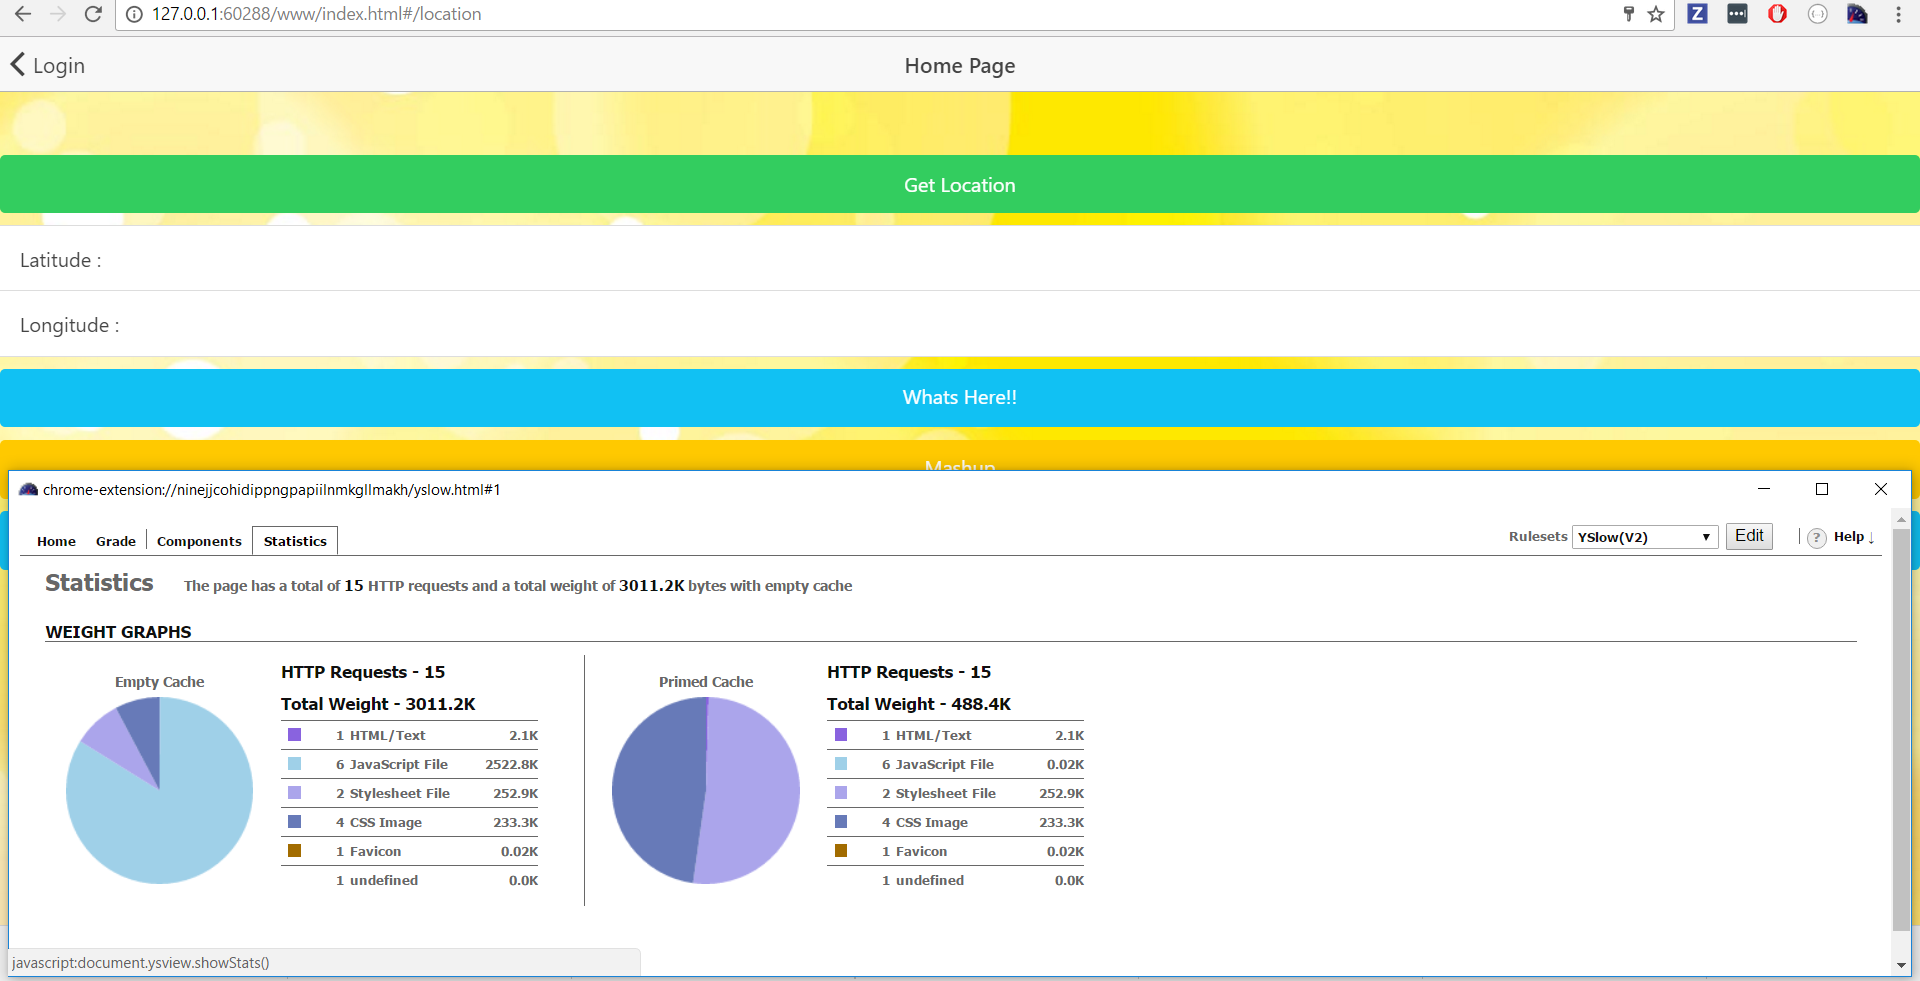 127.0.0.1:60288/www/index.html#/location
Z
Login
Home Page
Get Location
Latitude :
Longitude :
Whats Here!!
Mashup
chrome-extension://ninejjcohidippngpapiilnmkgllmakh/yslow.html#1
Home Grade Components Statistics Rulesets YSlow(V2) Edit ? Help ↓
Statistics The page has a total of 15 HTTP requests and a total weight of 3011.2K bytes with empty cache
WEIGHT GRAPHS
Empty Cache
HTTP Requests - 15
Total Weight - 3011.2K
1 HTML/Text 2.1K
6 JavaScript File 2522.8K
2 Stylesheet File 252.9K
4 CSS Image 233.3K
1 Favicon 0.02K
1 undefined 0.0K
Primed Cache
HTTP Requests - 15
Total Weight - 488.4K
1 HTML/Text 2.1K
6 JavaScript File 0.02K
2 Stylesheet File 252.9K
4 CSS Image 233.3K
1 Favicon 0.02K
1 undefined 0.0K
javascript:document.ysview.showStats()